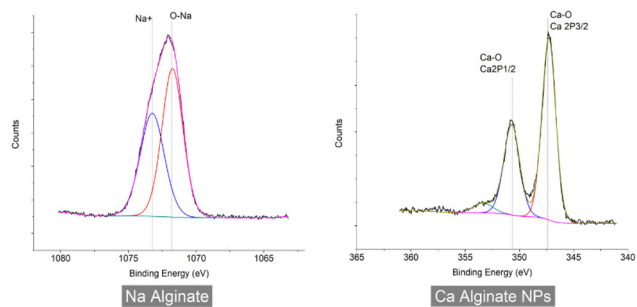 Na+
O-Na
Counts
1080
1075
1070
1065
Binding Energy (eV)
Na Alginate
Ca-O
Ca 2P3/2
Ca-O
Ca2P1/2
Counts
365
360
355
350
345
340
Binding Energy (eV)
Ca Alginate NPs